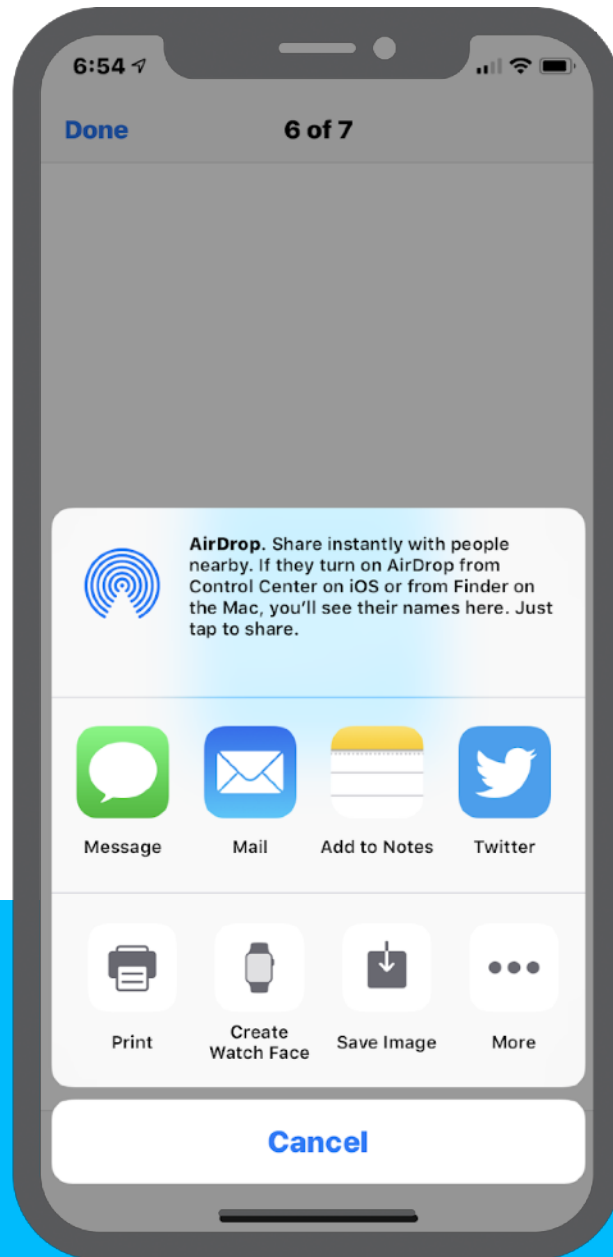 6:54
Done
6 of 7
AirDrop. Share instantly with people
nearby. If they turn on AirDrop from
Control Center on iOS or from Finder on
the Mac, you’ll see their names here. Just
tap to share.
Message
Mail
Add to Notes
Twitter
Print
Create
Watch Face
Save Image
More
Cancel